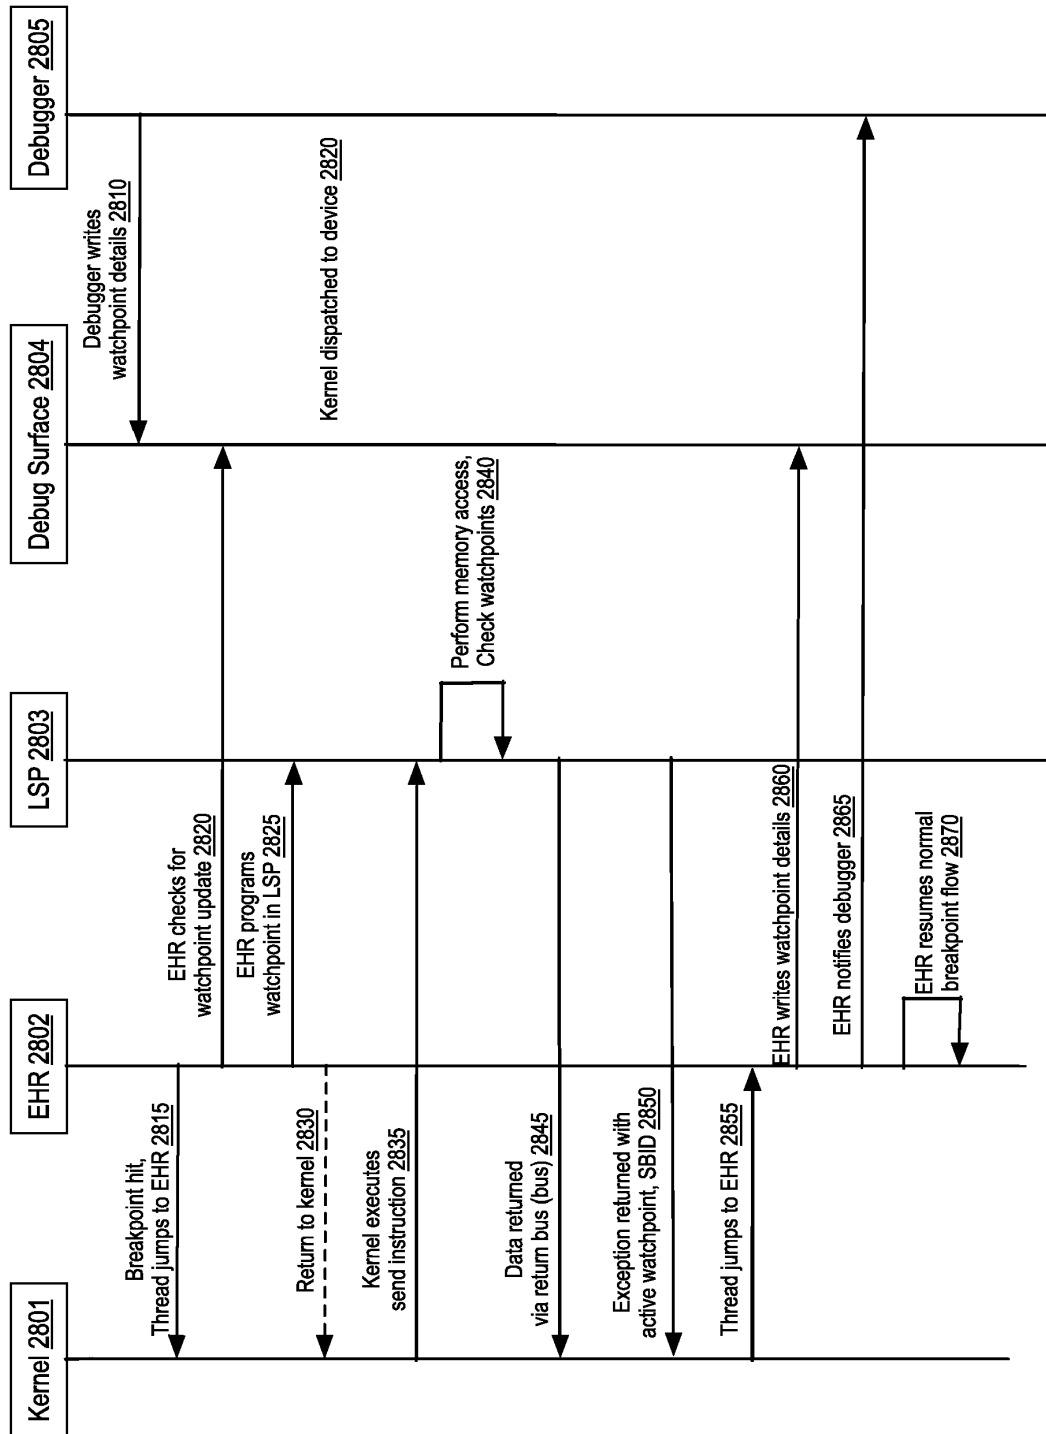 Kernel 2801
EHR 2802
LSP 2803
Debug Surface 2804
Debugger 2805
Debugger writes
watchpoint details 2810
Breakpoint hit,
Thread jumps to EHR 2815
EHR checks for
watchpoint update 2820
EHR programs
watchpoint in LSP 2825
Return to kernel 2830
Kernel dispatched to device 2820
Kernel executes
send instruction 2835
Perform memory access,
Check watchpoints 2840
Data returned
via return bus (bus) 2845
Exception returned with
active watchpoint, SBID 2850
Thread jumps to EHR 2855
EHR writes watchpoint details 2860
EHR notifies debugger 2865
EHR resumes normal
breakpoint flow 2870